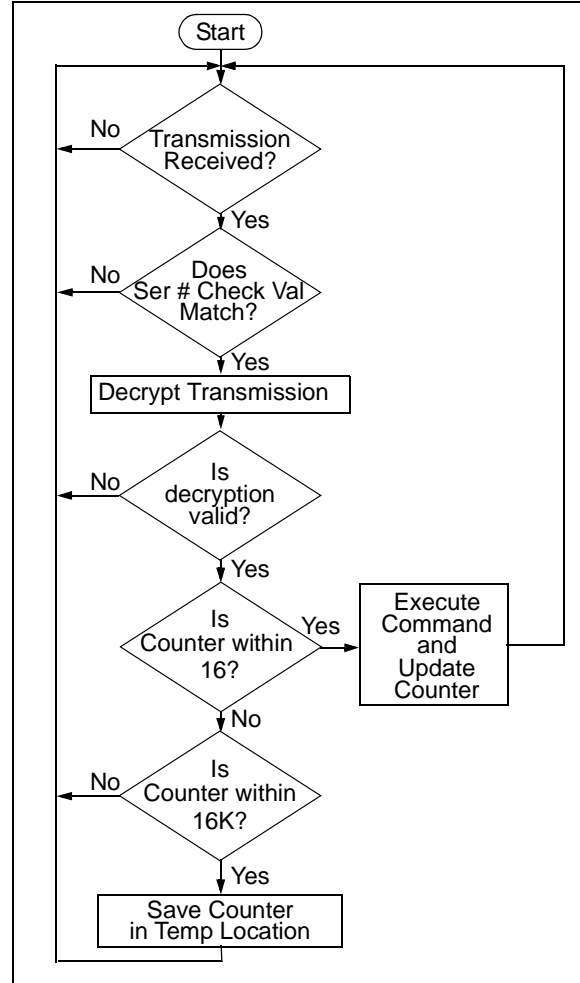 Start
No
Transmission
Received?
Yes
No
Does
Ser # Check Val
Match?
Yes
Decrypt Transmission
No
Is
decryption
valid?
Yes
Is
Counter within
16?
Yes
Execute
Command
and
Update
Counter
No
No
Is
Counter within
16K?
Yes
Save Counter
in Temp Location